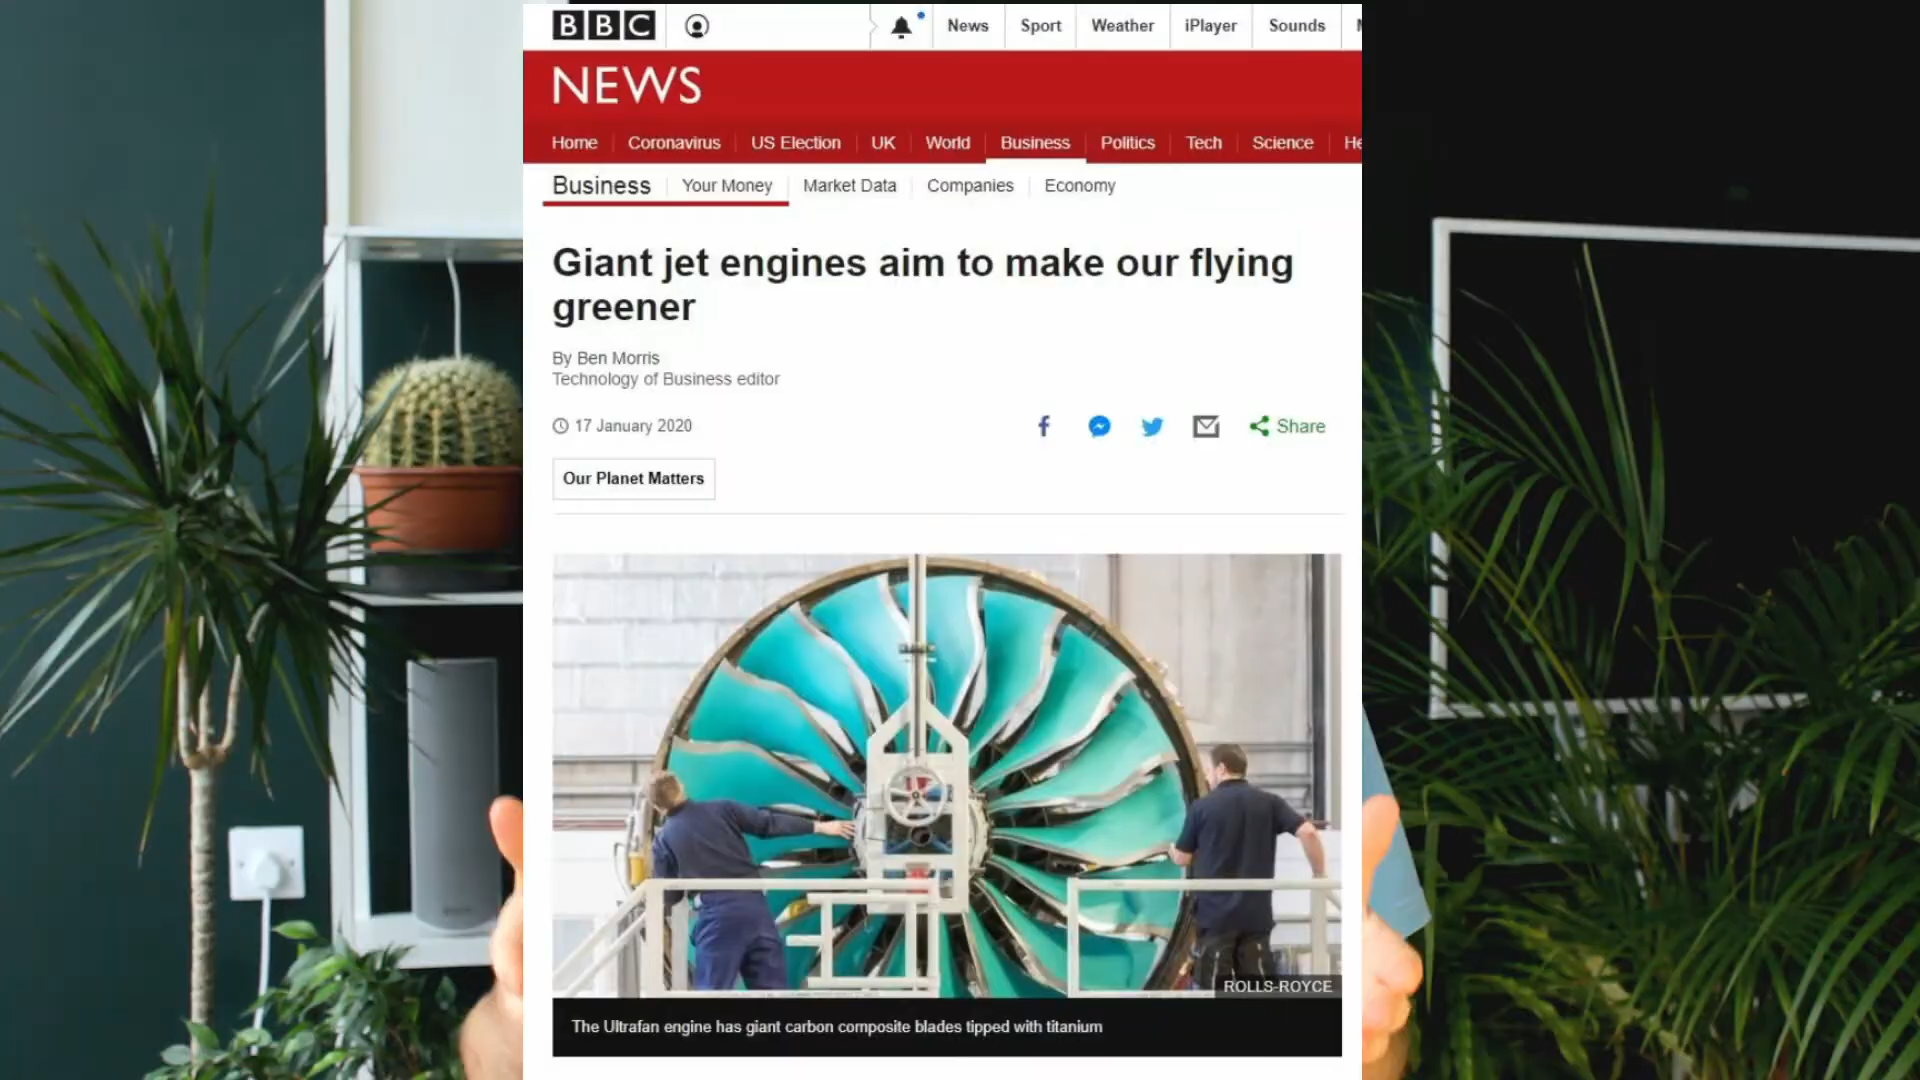 BBC
News
Sport
Weather
iPlayer
Sounds
NEWS
Home
Coronavirus
US Election
UK
World
Business
Politics
Tech
Science
Business
Your Money
Market Data
Companies
Economy
Giant jet engines aim to make our flying
greener
By Ben Morris
Technology of Business editor
17 January 2020
Share
Our Planet Matters
ROLLS-ROYCE
The Ultrafan engine has giant carbon composite blades tipped with titanium